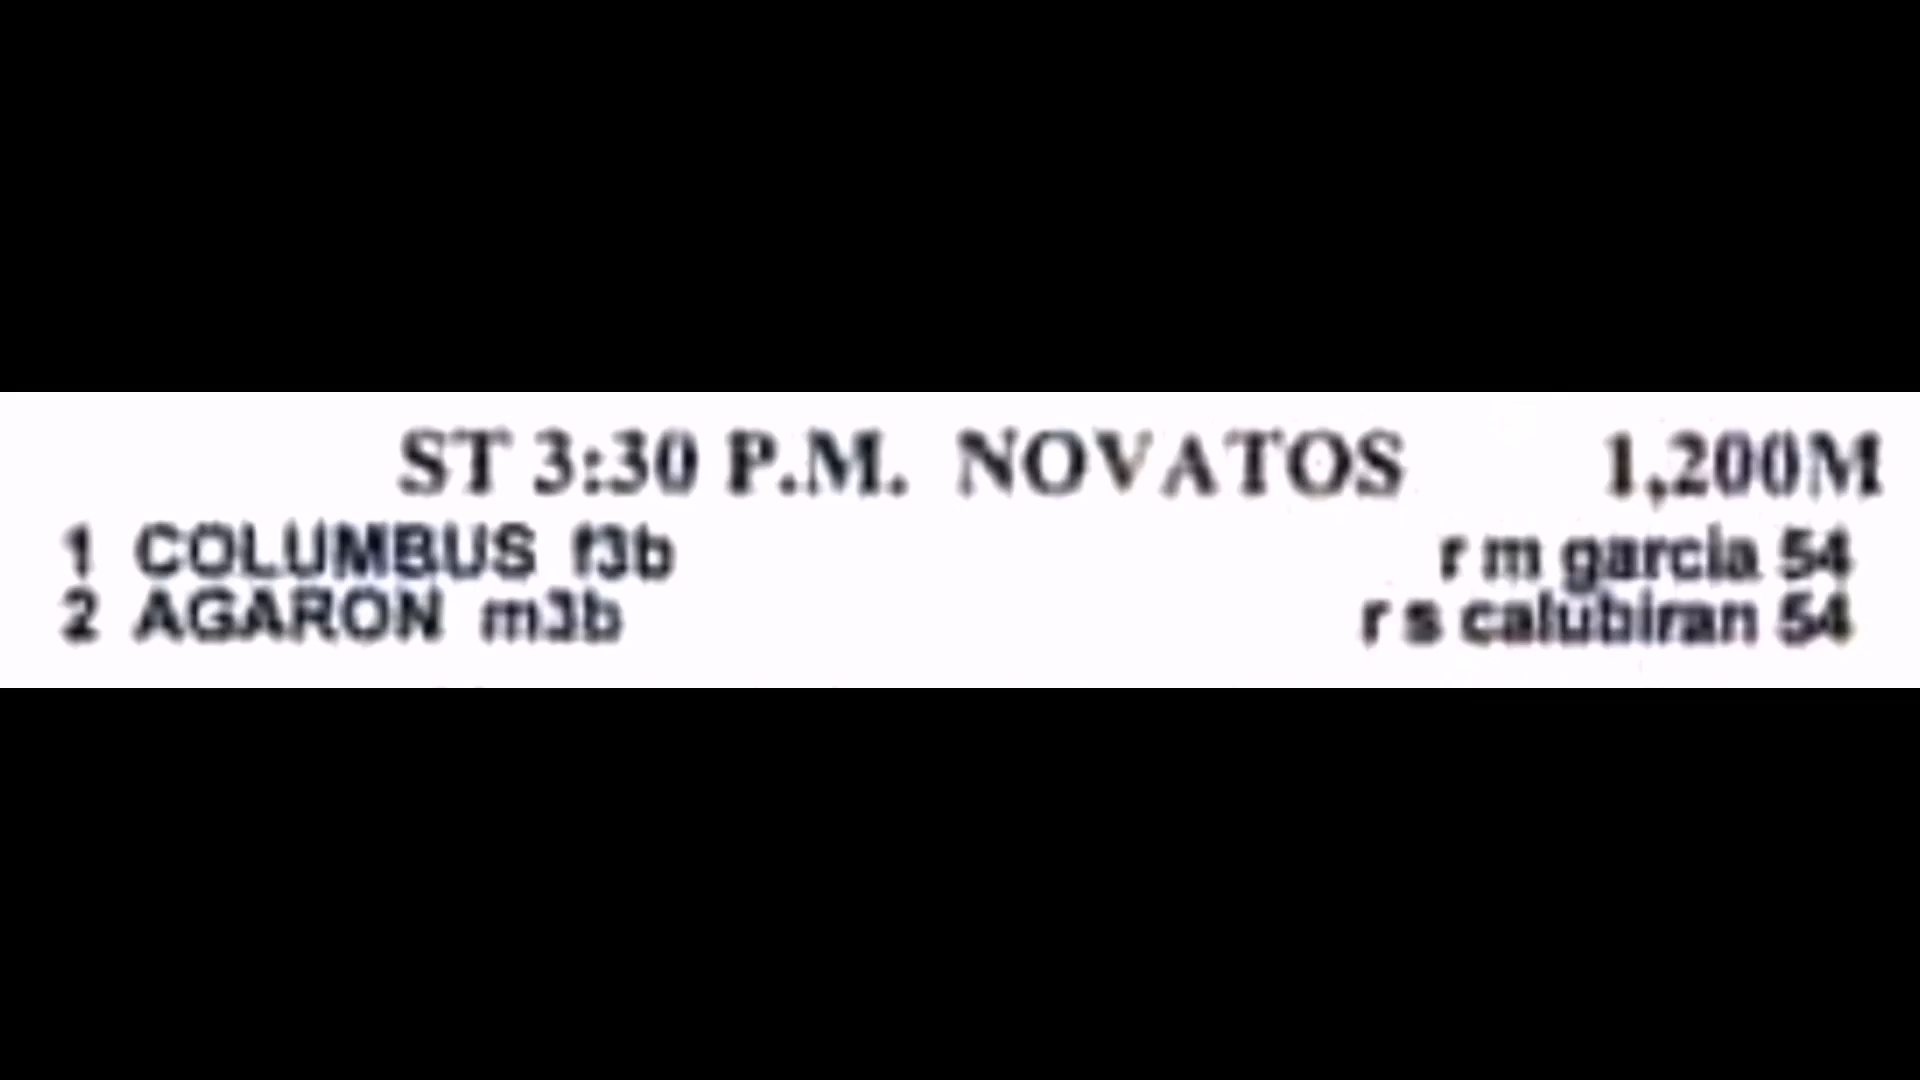 ST 3:30 P.M. NOVATOS 1,200M
1 COLUMBUS f3b r m garcia 54
2 AGARON m3b r s calubiran 54